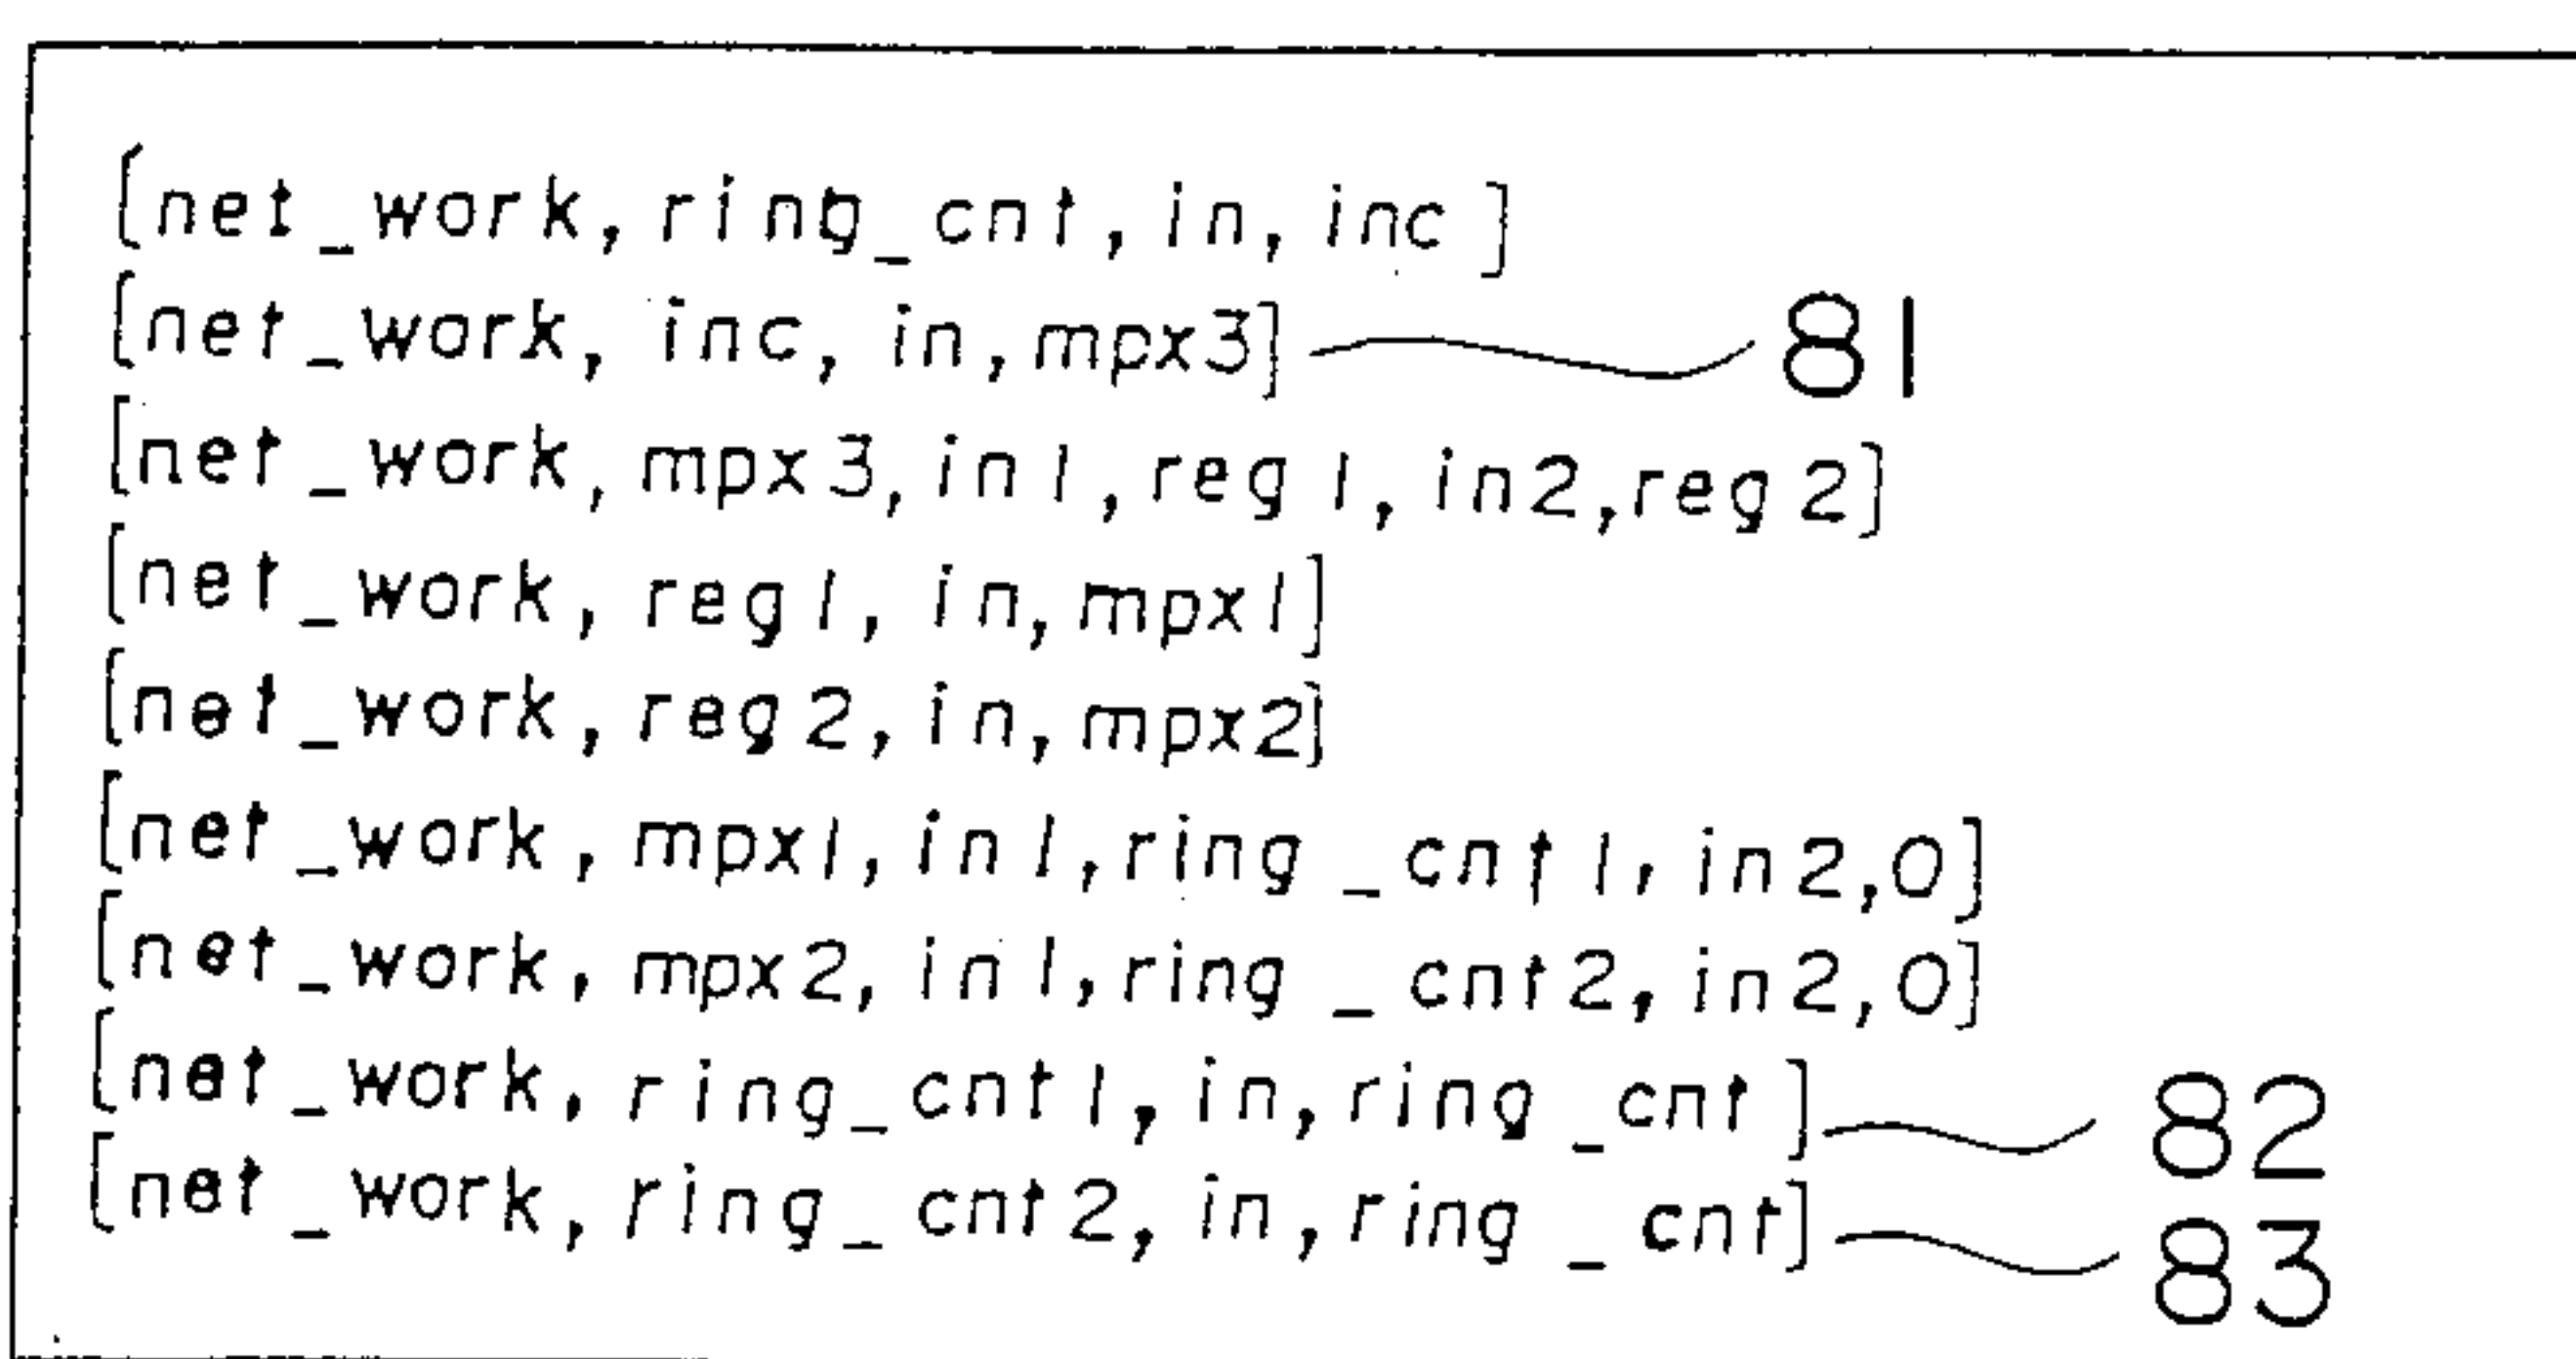 [net_work, ring_cnt, in, inc]
[net_work, inc, in, mpx3] 81
[net_work, mpx3, in1, reg1, in2, reg2]
[net_work, reg1, in, mpx1]
[net_work, reg2, in, mpx2]
[net_work, mpx1, in1, ring_cnt1, in2, 0]
[net_work, mpx2, in1, ring_cnt2, in2, 0]
[net_work, ring_cnt1, in, ring_cnt] 82
[net_work, ring_cnt2, in, ring_cnt] 83